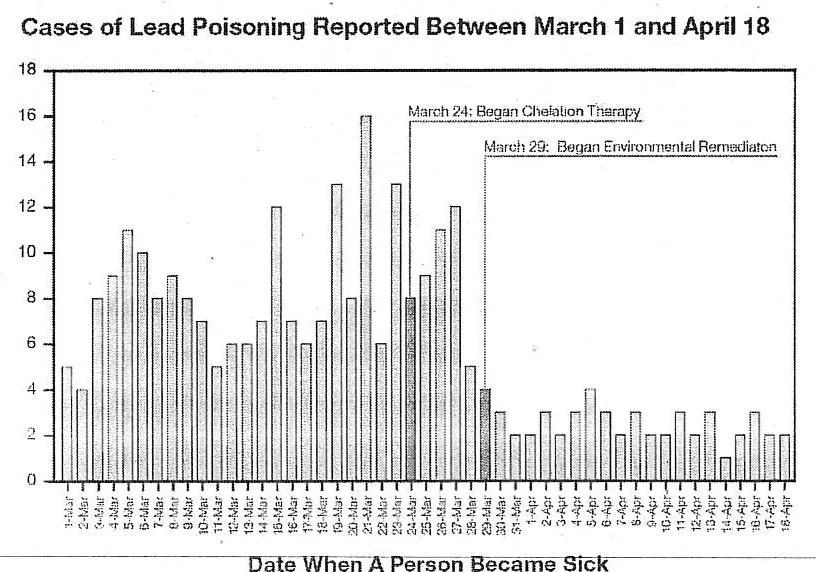 Cases of Lead Poisoning Reported Between March 1 and April 18
18
16
March 24: Began Chelation Therapy
March 29: Began Environmental Remediaton
14
12
10
8
6
4
2
0
1-Mar 2-Mar 3-Mar 4-Mar 5-Mar 6-Mar 7-Mar 8-Mar 9-Mar 10-Mar 11-Mar 12-Mar 13-Mar 14-Mar 15-Mar 16-Mar 17-Mar 18-Mar 19-Mar 20-Mar 21-Mar 22-Mar 23-Mar 24-Mar 25-Mar 26-Mar 27-Mar 28-Mar 29-Mar 30-Mar 31-Mar 1-Apr 2-Apr 3-Apr 4-Apr 5-Apr 6-Apr 7-Apr 8-Apr 9-Apr 10-Apr 11-Apr 12-Apr 13-Apr 14-Apr 15-Apr 16-Apr 17-Apr 18-Apr
Date When A Person Became Sick